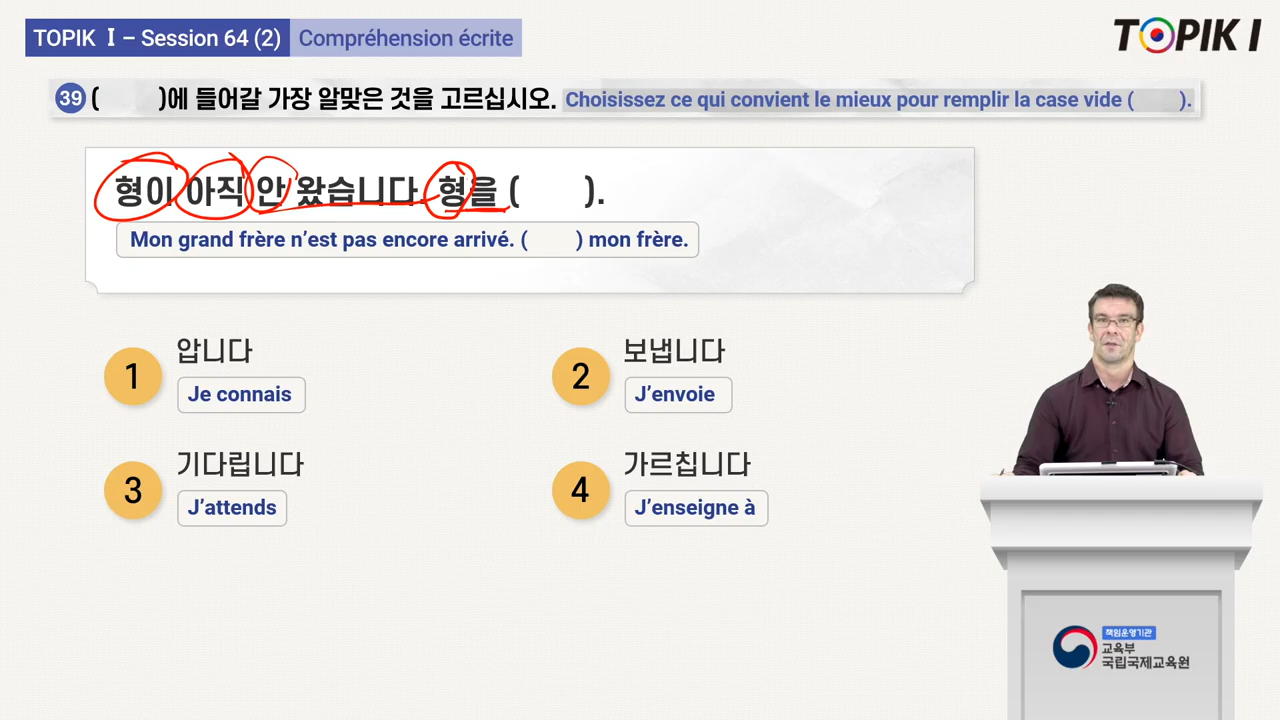 TOPIK Ⅰ – Session 64 (2) Compréhension écrite
TOPIK I
39 ( )에 들어갈 가장 알맞은 것을 고르십시오. Choisissez ce qui convient le mieux pour remplir la case vide ( ).
형이 아직 안 왔습니다. 형을 ( ).
Mon grand frère n’est pas encore arrivé. ( ) mon frère.
1 압니다
Je connais
2 보냅니다
J’envoie
3 기다립니다
J’attends
4 가르칩니다
J’enseigne à
책임운영기관
교육부
국립국제교육원